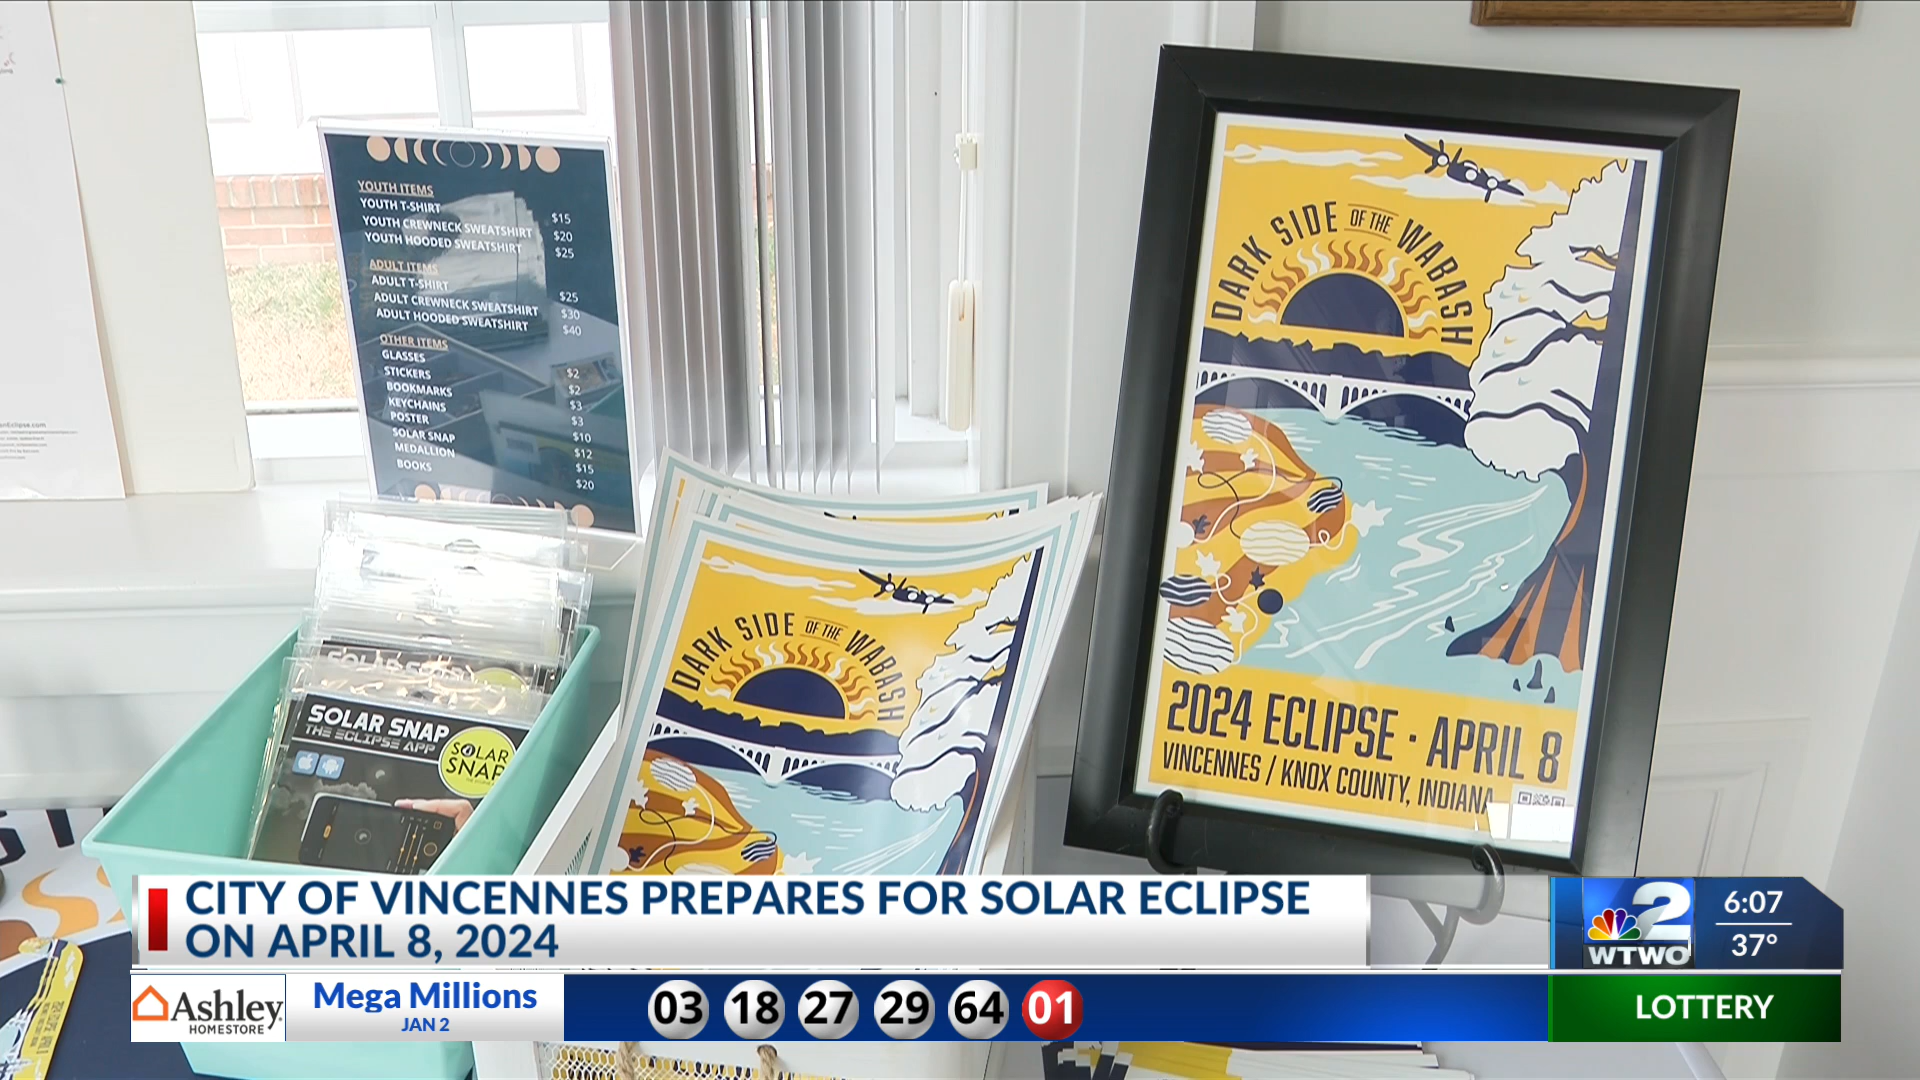 YOUTH ITEMS
YOUTH T-SHIRT $15
YOUTH CREWNECK SWEATSHIRT $20
YOUTH HOODED SWEATSHIRT $25
ADULT ITEMS
ADULT T-SHIRT $25
ADULT CREWNECK SWEATSHIRT $30
ADULT HOODED SWEATSHIRT $40
OTHER ITEMS
GLASSES $2
STICKERS $2
BOOKMARKS $3
KEYCHAINS $3
POSTER $10
SOLAR SNAP $12
MEDALLION $15
BOOKS $20
DARK SIDE OF THE WABASH
2024 ECLIPSE · APRIL 8
VINCENNES / KNOX COUNTY, INDIANA
DARK SIDE OF THE WABASH
SOLAR SNAP
THE ECLIPSE APP
SOLAR
SNAP
CITY OF VINCENNES PREPARES FOR SOLAR ECLIPSE
ON APRIL 8, 2024
2
WTWO
6:07
37°
Ashley
HOMESTORE
Mega Millions
JAN 2
03 18 27 29 64 01
LOTTERY